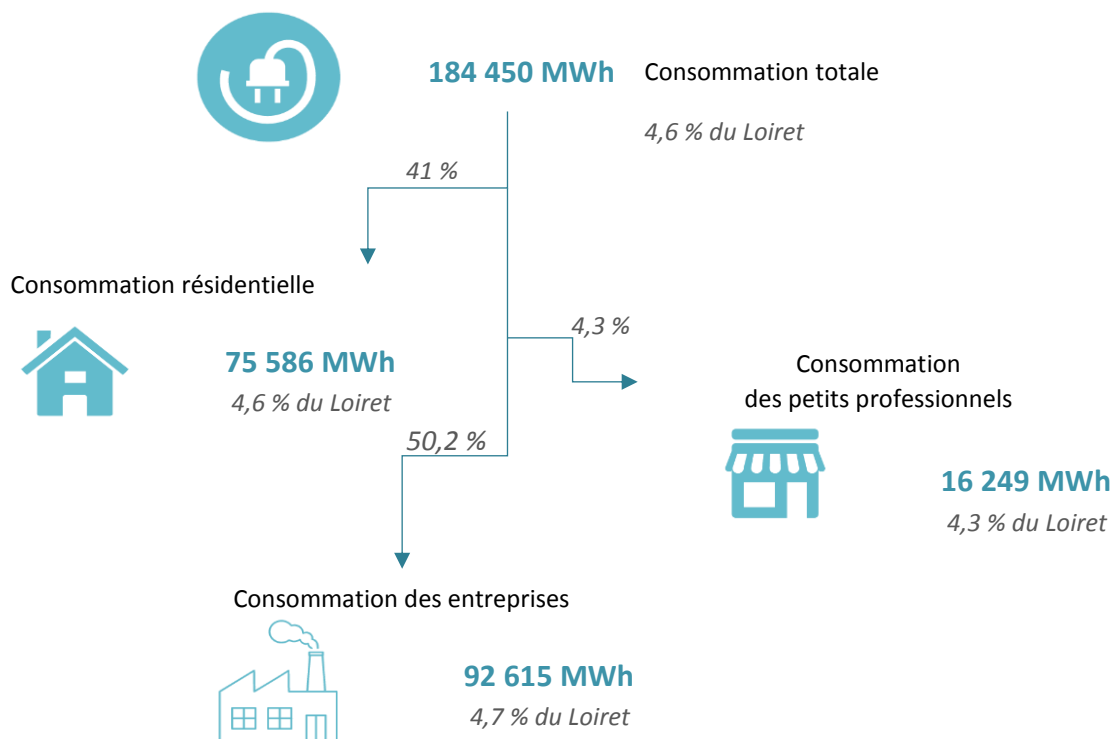 184 450 MWh
Consommation totale
4,6 % du Loiret
41 %
Consommation résidentielle
75 586 MWh
4,6 % du Loiret
4,3 %
Consommation
des petits professionnels
16 249 MWh
4,3 % du Loiret
50,2 %
Consommation des entreprises
92 615 MWh
4,7 % du Loiret